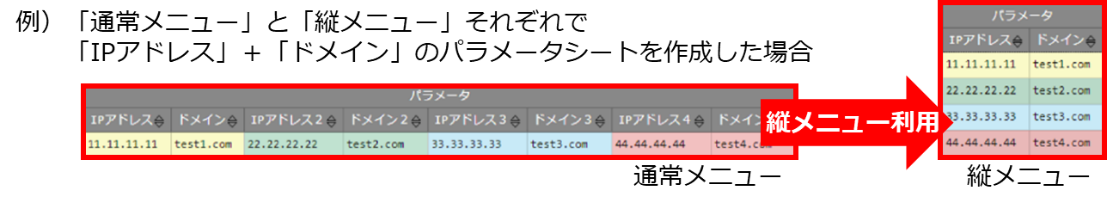 例）「通常メニュー」と「縦メニュー」それぞれで
「IPアドレス」＋「ドメイン」のパラメータシートを作成した場合
パラメータ
IPアドレス ドメイン IPアドレス2 ドメイン2 IPアドレス3 ドメイン3 IPアドレス4 ドメイン
11.11.11.11 test1.com 22.22.22.22 test2.com 33.33.33.33 test3.com 44.44.44.44 test4.com
通常メニュー
縦メニュー利用
パラメータ
IPアドレス ドメイン
11.11.11.11 test1.com
22.22.22.22 test2.com
33.33.33.33 test3.com
44.44.44.44 test4.com
縦メニュー